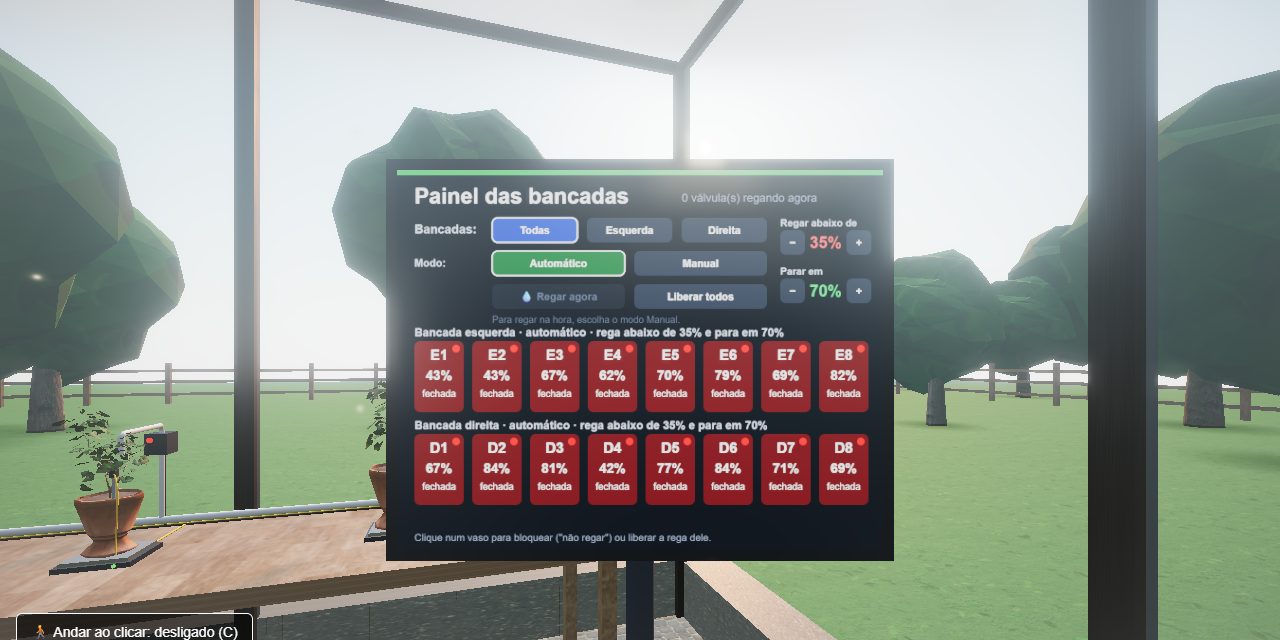 Painel das bancadas
0 válvula(s) regando agora
Bancadas: Todas Esquerda Direita
Regar abaixo de
− 35% +
Modo: Automático Manual
Parar em
− 70% +
Regar agora Liberar todos
Para regar na hora, escolha o modo Manual.
Bancada esquerda · automático · rega abaixo de 35% e para em 70%
E1 E2 E3 E4 E5 E6 E7 E8
43% 43% 67% 62% 70% 79% 69% 82%
fechada fechada fechada fechada fechada fechada fechada fechada
Bancada direita · automático · rega abaixo de 35% e para em 70%
D1 D2 D3 D4 D5 D6 D7 D8
67% 84% 81% 42% 77% 84% 71% 69%
fechada fechada fechada fechada fechada fechada fechada fechada
Clique num vaso para bloquear ("não regar") ou liberar a rega dele.
Andar ao clicar: desligado (C)